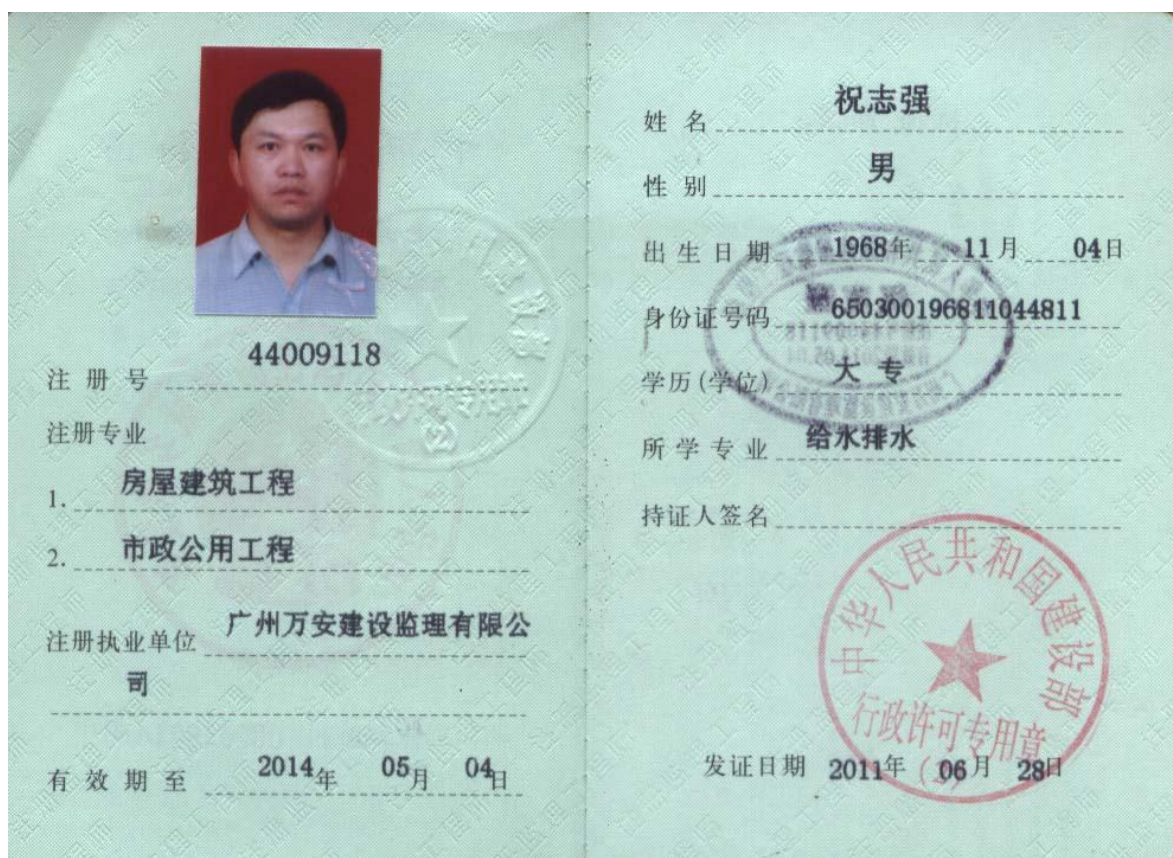 44009118
注 册 号
注册专业
1. 房屋建筑工程
2. 市政公用工程
注册执业单位 广州万安建设监理有限公
司
有 效 期 至 2014年 05月 04日
姓 名 祝志强
性 别 男
出 生 日 期 1968年 11月 04日
身份证号码 650300196811044811
学历(学位) 大 专
所 学 专 业 给水排水
持证人签名
中华人民共和国建设部
行政许可专用章
发证日期 2011年 06月 28日